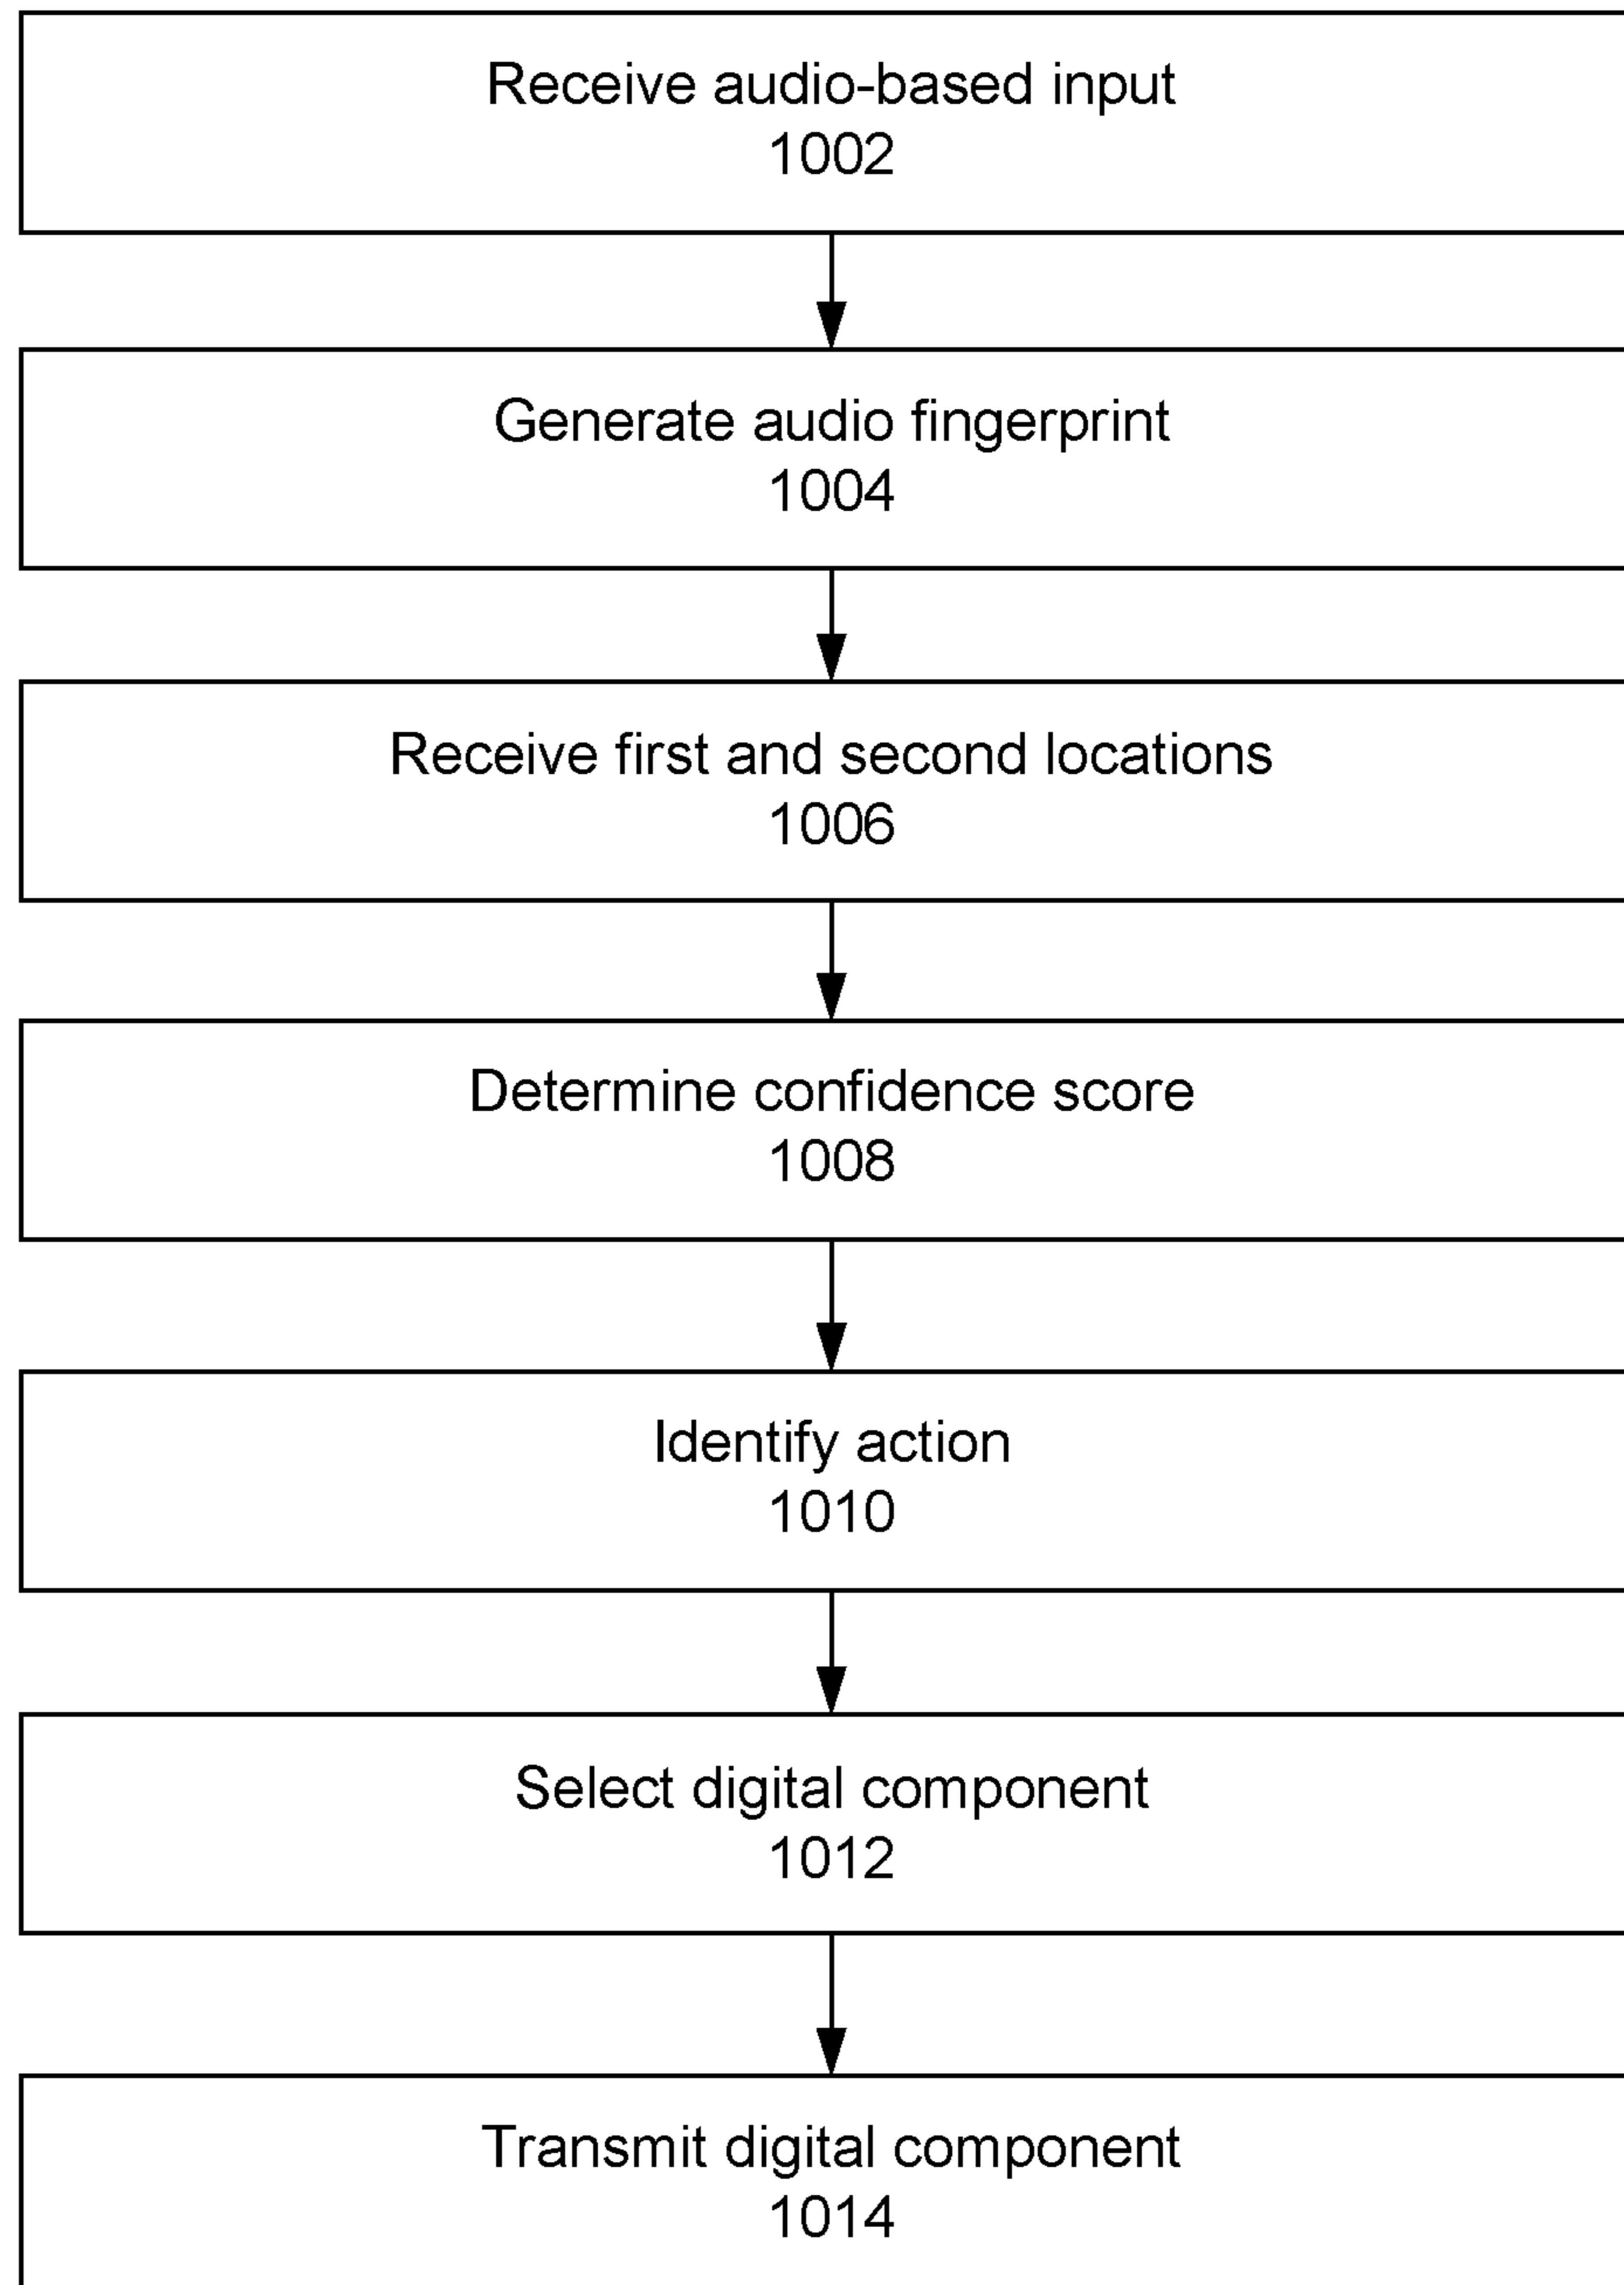 Receive audio-based input
1002
Generate audio fingerprint
1004
Receive first and second locations
1006
Determine confidence score
1008
Identify action
1010
Select digital component
1012
Transmit digital component
1014